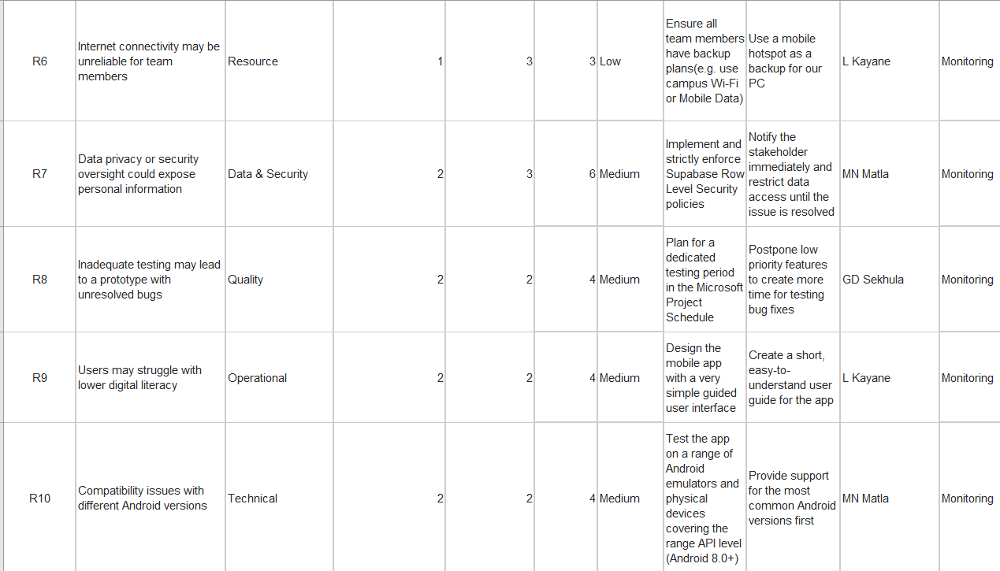 R6
Internet connectivity may be
unreliable for team
members
Resource
1
3
3
Low
Ensure all
team members
have backup
plans(e.g. use
campus Wi-Fi
or Mobile Data)
Use a mobile
hotspot as a
backup for our
PC
L Kayane
Monitoring
R7
Data privacy or security
oversight could expose
personal information
Data & Security
2
3
6
Medium
Implement and
strictly enforce
Supabase Row
Level Security
policies
Notify the
stakeholder
immediately and
restrict data
access until the
issue is resolved
MN Matla
Monitoring
R8
Inadequate testing may lead
to a prototype with
unresolved bugs
Quality
2
2
4
Medium
Plan for a
dedicated
testing period
in the Microsoft
Project
Schedule
Postpone low
priority features
to create more
time for testing
bug fixes
GD Sekhula
Monitoring
R9
Users may struggle with
lower digital literacy
Operational
2
2
4
Medium
Design the
mobile app
with a very
simple guided
user interface
Create a short,
easy-to-
understand user
guide for the app
L Kayane
Monitoring
R10
Compatibility issues with
different Android versions
Technical
2
2
4
Medium
Test the app
on a range of
Android
emulators and
physical
devices
covering the
range API level
(Android 8.0+)
Provide support
for the most
common Android
versions first
MN Matla
Monitoring